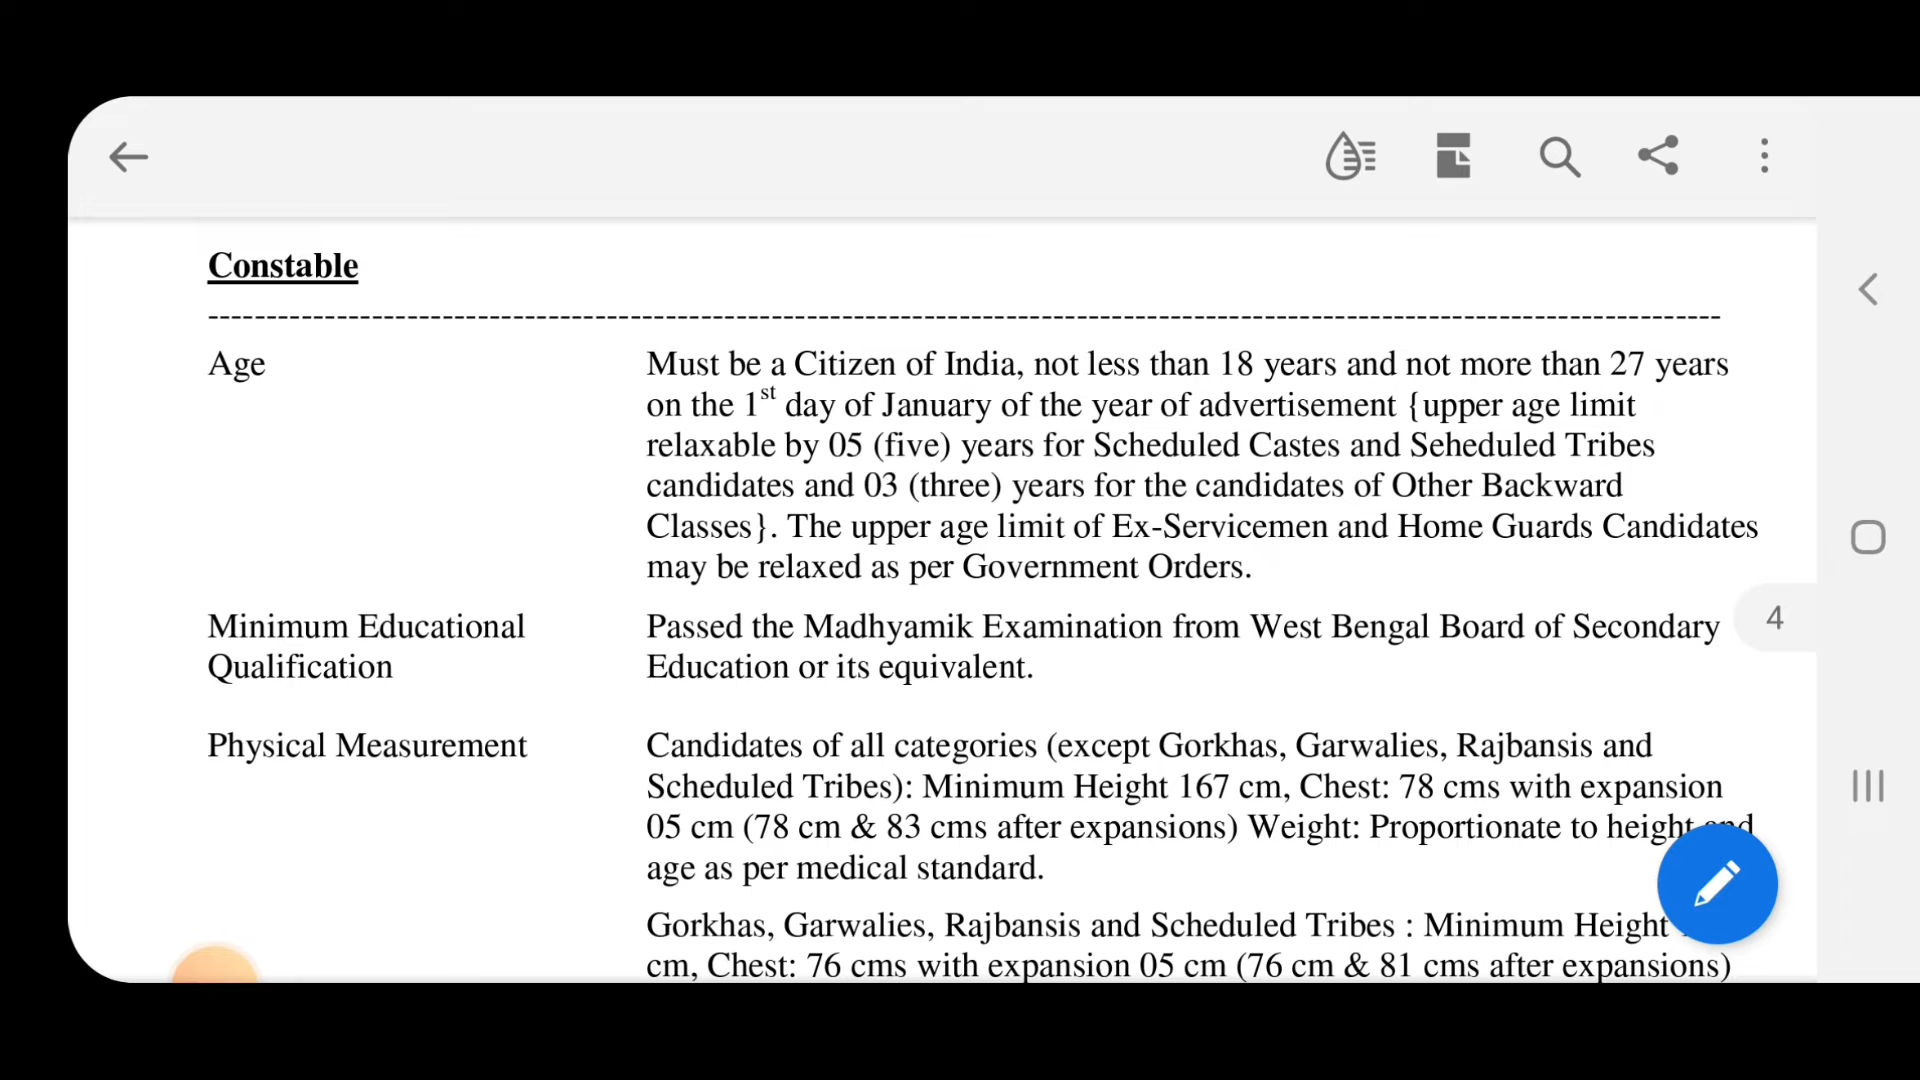 Constable
Age
Must be a Citizen of India, not less than 18 years and not more than 27 years
on the 1st day of January of the year of advertisement {upper age limit
relaxable by 05 (five) years for Scheduled Castes and Seheduled Tribes
candidates and 03 (three) years for the candidates of Other Backward
Classes}. The upper age limit of Ex-Servicemen and Home Guards Candidates
may be relaxed as per Government Orders.
Minimum Educational
Qualification
Passed the Madhyamik Examination from West Bengal Board of Secondary
Education or its equivalent.
4
Physical Measurement
Candidates of all categories (except Gorkhas, Garwalies, Rajbansis and
Scheduled Tribes): Minimum Height 167 cm, Chest: 78 cms with expansion
05 cm (78 cm & 83 cms after expansions) Weight: Proportionate to height and
age as per medical standard.
Gorkhas, Garwalies, Rajbansis and Scheduled Tribes : Minimum Height
cm, Chest: 76 cms with expansion 05 cm (76 cm & 81 cms after expansions)